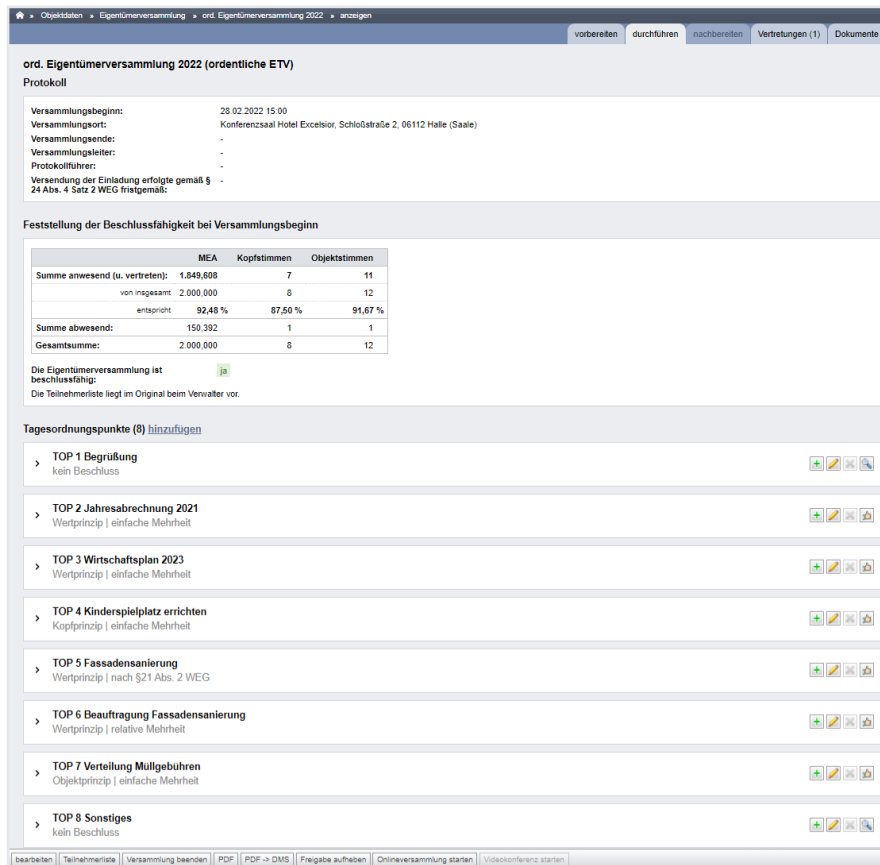 » Objektdaten » Eigentümerversammlung » ord. Eigentümerversammlung 2022 » anzeigen
vorbereiten durchführen nachbereiten Vertretungen (1) Dokumente
ord. Eigentümerversammlung 2022 (ordentliche ETV)
Protokoll
Versammlungsbeginn: 28.02.2022 15:00
Versammlungsort: Konferenzsaal Hotel Excelsior, Schloßstraße 2, 06112 Halle (Saale)
Versammlungsende: -
Versammlungsleiter: -
Protokollführer: -
Versendung der Einladung erfolgte gemäß § -
24 Abs. 4 Satz 2 WEG fristgemäß:
Feststellung der Beschlussfähigkeit bei Versammlungsbeginn
MEA Kopfstimmen Objektstimmen
Summe anwesend (u. vertreten): 1.849,608 7 11
von insgesamt 2.000,000 8 12
entspricht 92,48 % 87,50 % 91,67 %
Summe abwesend: 150,392 1 1
Gesamtsumme: 2.000,000 8 12
Die Eigentümerversammlung ist ja
beschlussfähig:
Die Teilnehmerliste liegt im Original beim Verwalter vor.
Tagesordnungspunkte (8) hinzufügen
TOP 1 Begrüßung
kein Beschluss
TOP 2 Jahresabrechnung 2021
Wertprinzip | einfache Mehrheit
TOP 3 Wirtschaftsplan 2023
Wertprinzip | einfache Mehrheit
TOP 4 Kinderspielplatz errichten
Kopfprinzip | einfache Mehrheit
TOP 5 Fassadensanierung
Wertprinzip | nach §21 Abs. 2 WEG
TOP 6 Beauftragung Fassadensanierung
Wertprinzip | relative Mehrheit
TOP 7 Verteilung Müllgebühren
Objektprinzip | einfache Mehrheit
TOP 8 Sonstiges
kein Beschluss
bearbeiten Teilnehmerliste Versammlung beenden PDF PDF -> DMS Freigabe aufheben Onlineversammlung starten Videokonferenz starten